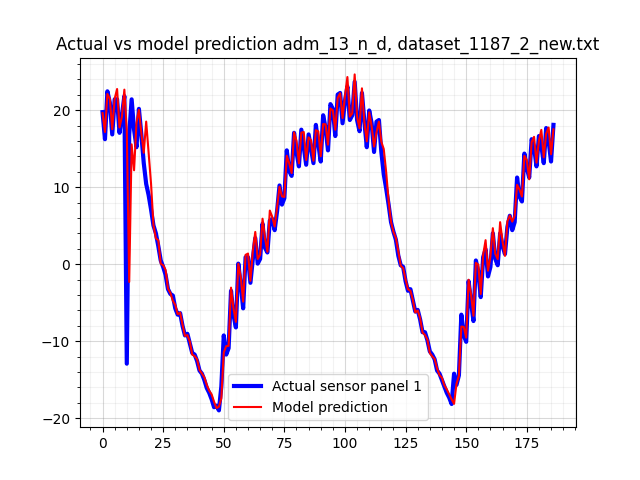 Actual vs model prediction adm_13_n_d, dataset_1187_2_new.txt
20
10
0
−10
−20
Actual sensor panel 1
Model prediction
0 25 50 75 100 125 150 175